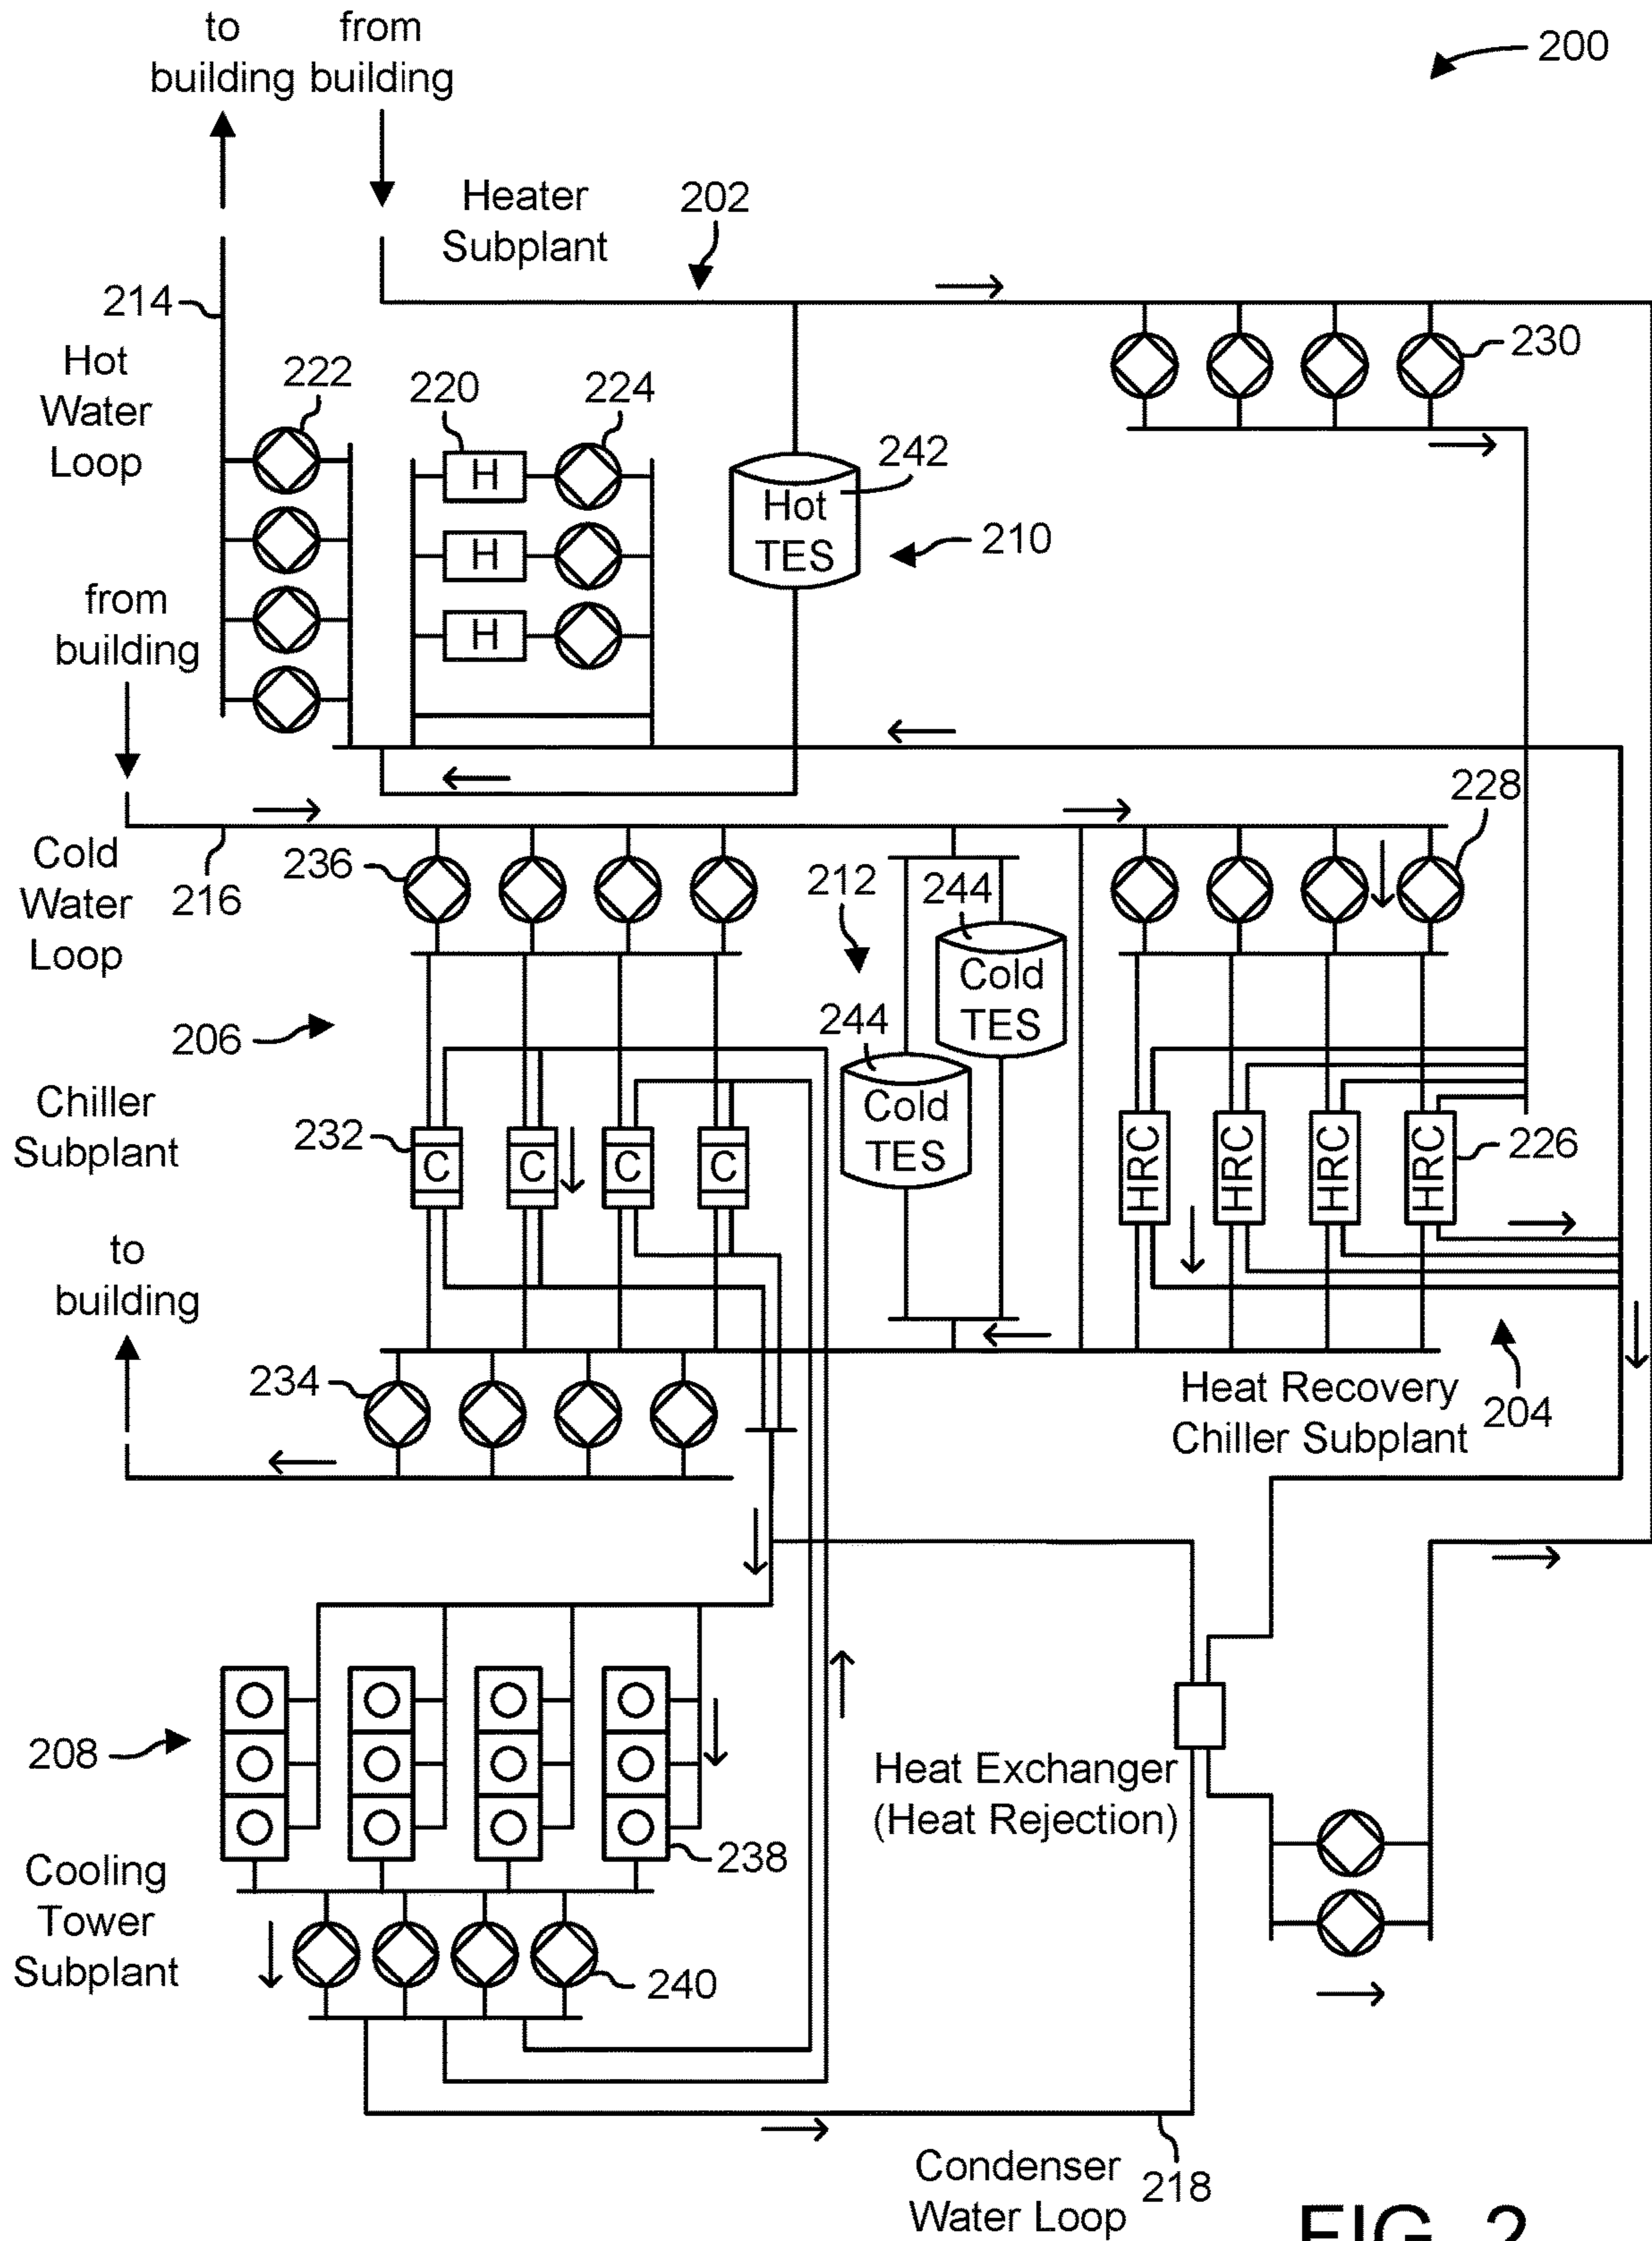 to
building
from
building
200
Heater
Subplant
202
214
Hot
Water
Loop
222
220
224
230
H
H
H
Hot
TES
242
210
from
building
228
Cold
Water
Loop
216
236
212
244
Cold
TES
244
Cold
TES
206
Chiller
Subplant
232
C
C
C
C
HRC
HRC
HRC
HRC
226
to
building
234
Heat Recovery
Chiller Subplant
204
208
Heat Exchanger
(Heat Rejection)
238
Cooling
Tower
Subplant
240
Condenser
Water Loop
218
FIG. 2